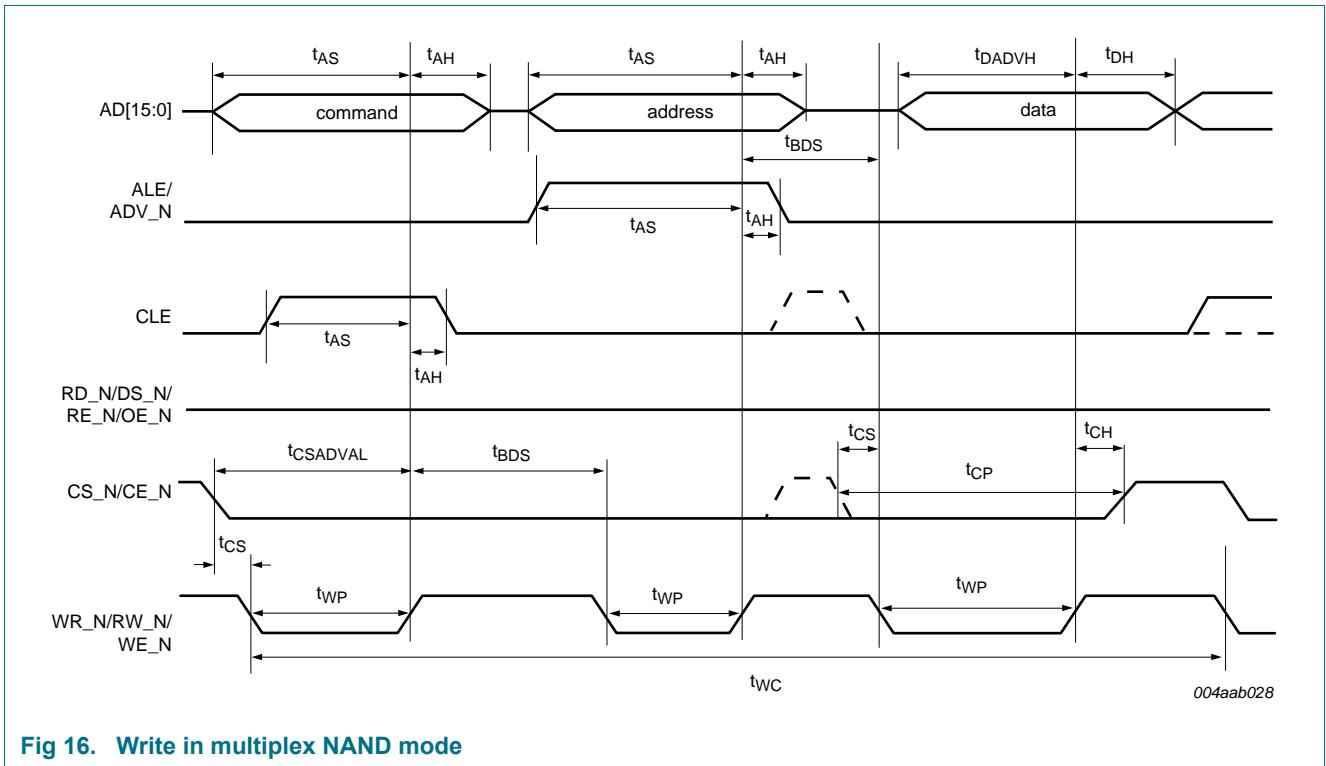 tAS tAH tAS tAH tDADVH tDH
AD[15:0] command address data
tBDS
ALE/
ADV_N
tAS tAH
CLE
tAS
tAH
RD_N/DS_N/
RE_N/OE_N
tCSADVAL tBDS tCS tCH
tCP
CS_N/CE_N
tCS
tWP tWP tWP
WR_N/RW_N/
WE_N
tWC
004aab028
Fig 16. Write in multiplex NAND mode